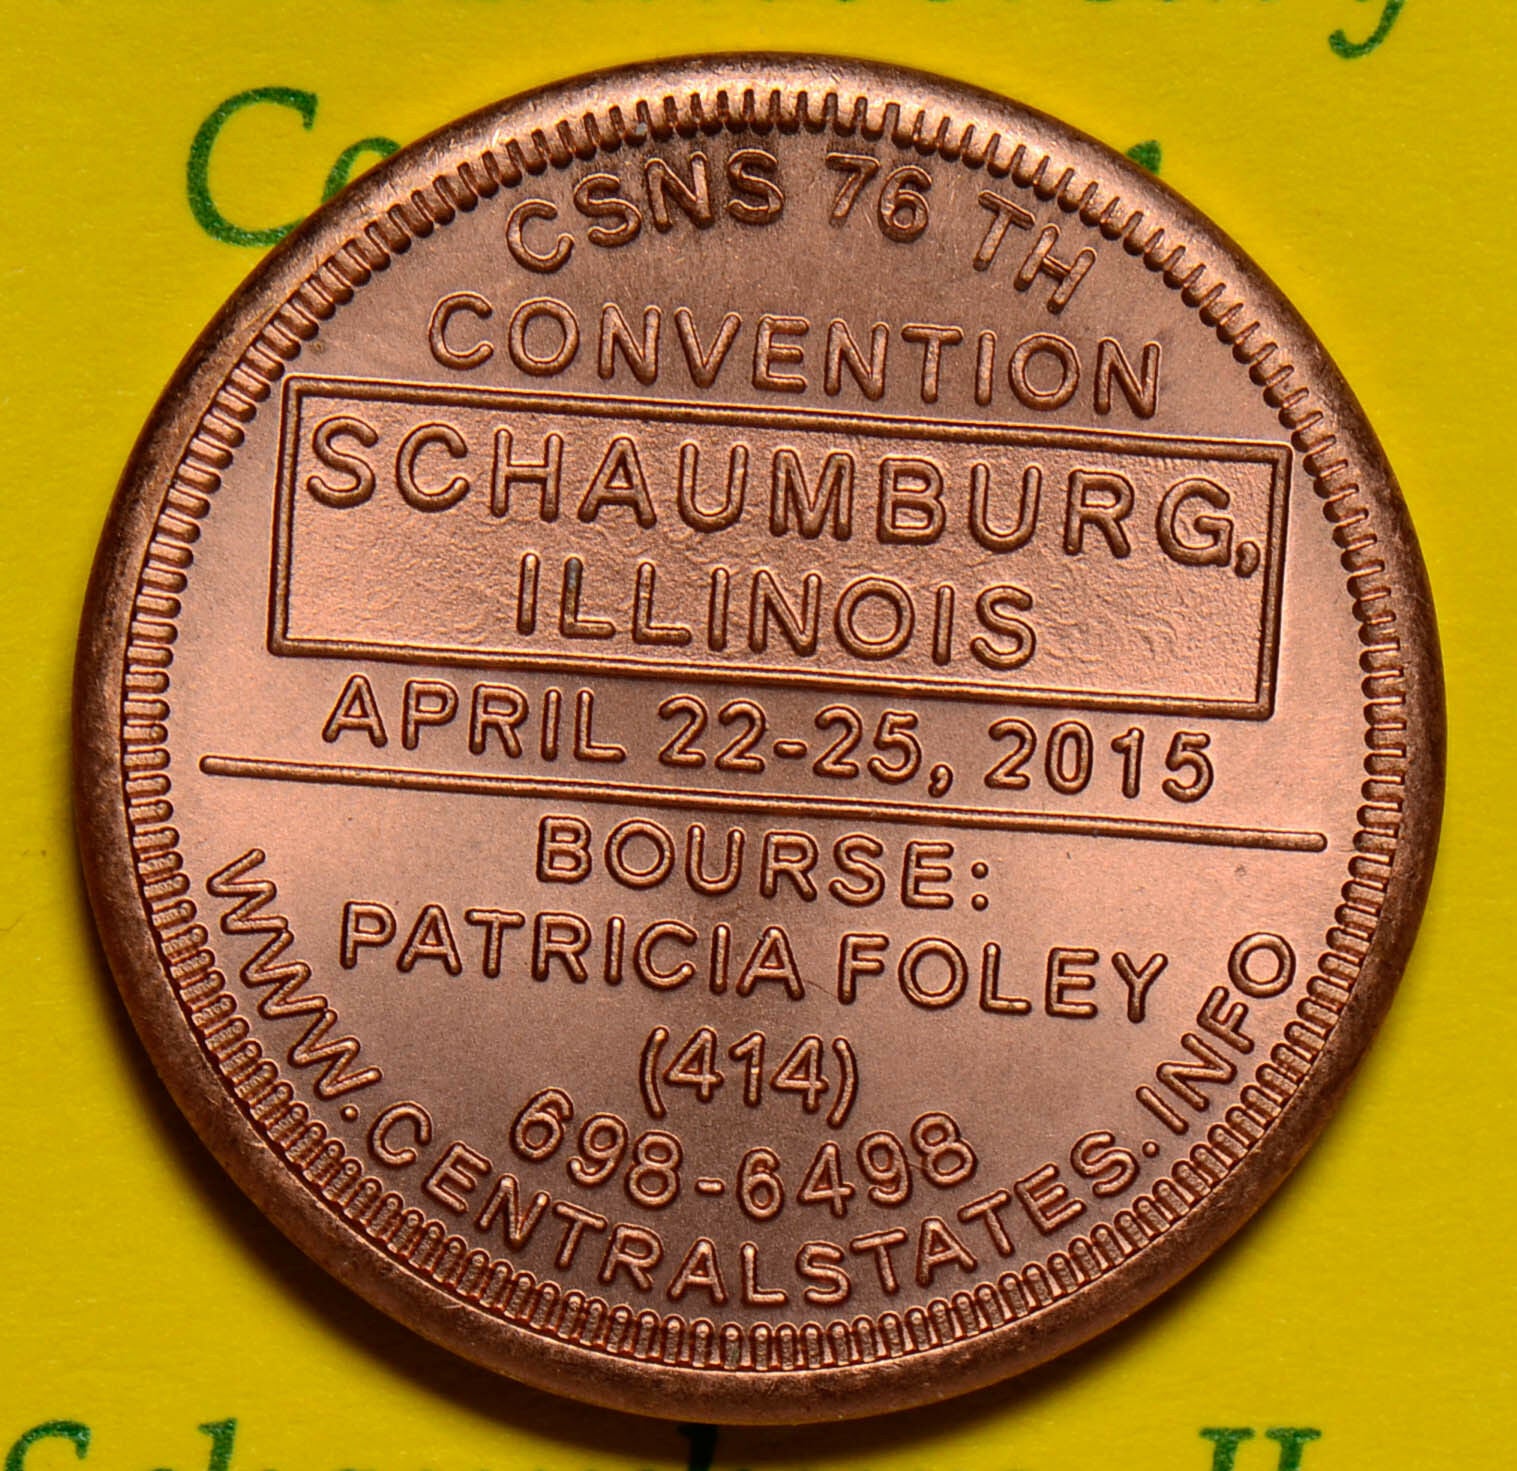 CSNS 76 TH
CONVENTION
SCHAUMBURG,
ILLINOIS
APRIL 22-25, 2015
BOURSE:
PATRICIA FOLEY
(414)
698-6498
WWW.CENTRALSTATES.INFO